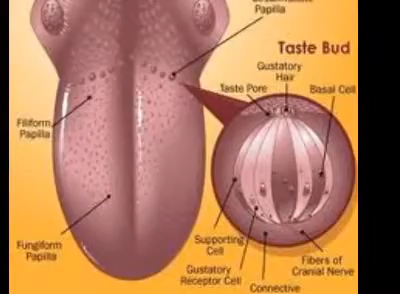 Papilla
Taste Bud
Gustatory
Hair
Taste Pore
Basal Cell
Filiform
Papilla
Fungiform
Papilla
Supporting
Cell
Gustatory
Receptor Cell
Fibers of
Cranial Nerve
Connective